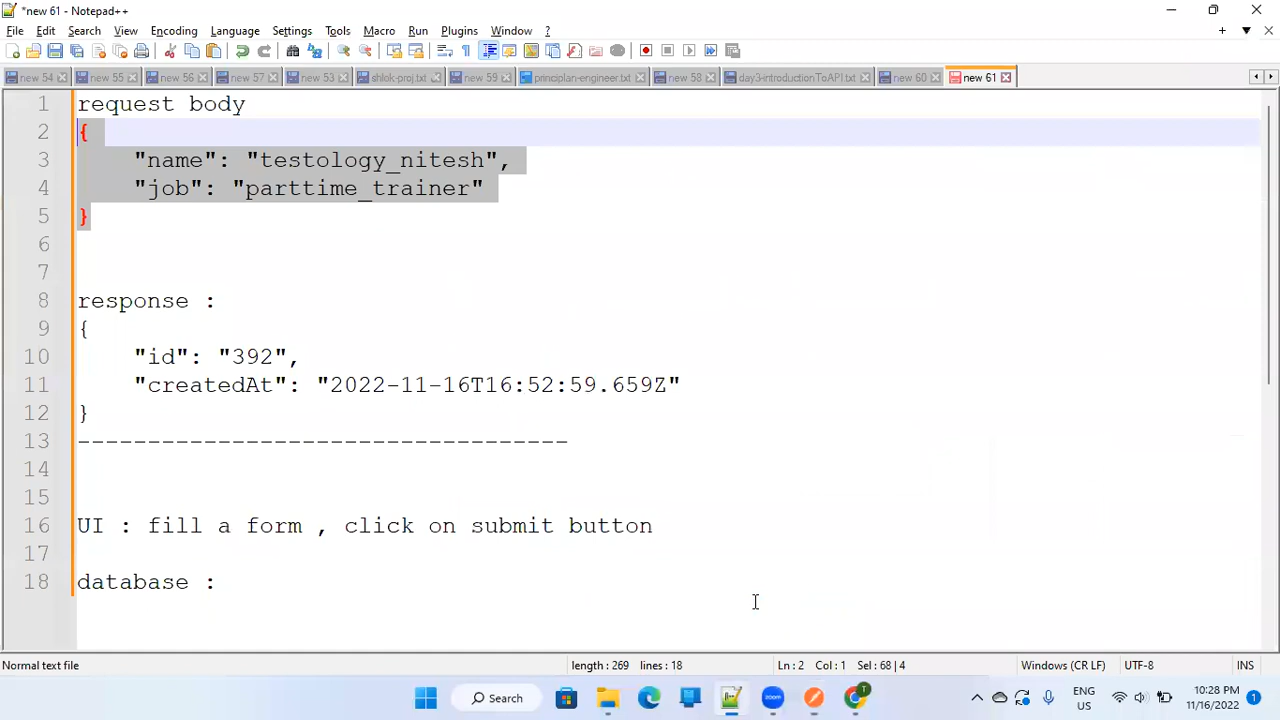 *new 61 - Notepad++
File Edit Search View Encoding Language Settings Tools Macro Run Plugins Window ?
new 54 new 55 new 56 new 57 new 53 shlok-proj.txt new 59 principlan-engineer.txt new 58 day3-introductionToAPI.txt new 60 new 61
1 request body
2 {
3 "name": "testology_nitesh",
4 "job": "parttime_trainer"
5 }
6
7
8 response :
9 {
10 "id": "392",
11 "createdAt": "2022-11-16T16:52:59.659Z"
12 }
13 -----------------------------------
14
15
16 UI : fill a form , click on submit button
17
18 database :
Normal text file length : 269 lines : 18 Ln : 2 Col : 1 Sel : 68 | 4 Windows (CR LF) UTF-8 INS
Search ENG 10:28 PM
US 11/16/2022